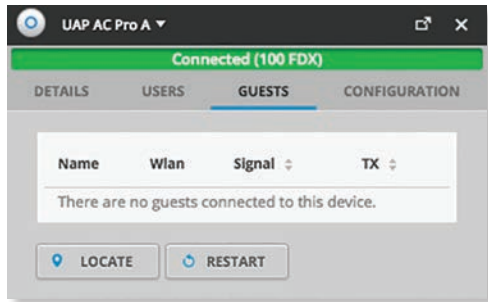 UAP AC Pro A
Connected (100 FDX)
DETAILS USERS GUESTS CONFIGURATION
Name Wlan Signal TX
There are no guests connected to this device.
LOCATE RESTART